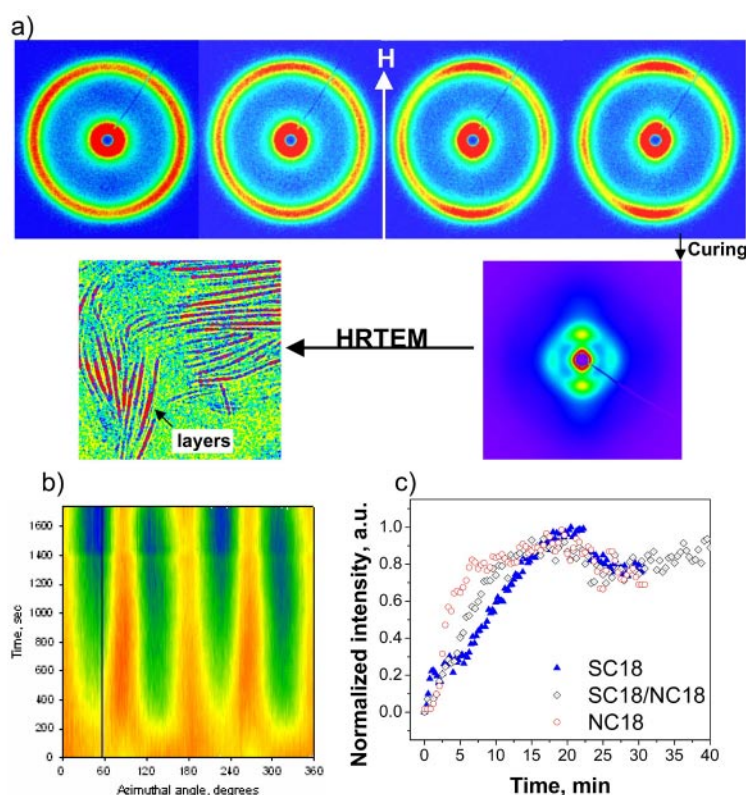 a)
H
Curing
HRTEM
layers
b)
Time, sec
1600
1400
1200
1000
800
600
400
200
0
0 60 120 180 240 300 360
Azimuthal angle, degrees
c)
Normalized intensity, a.u.
1.0
0.8
0.6
0.4
0.2
0.0
SC18
SC18/NC18
NC18
0 5 10 15 20 25 30 35 40
Time, min